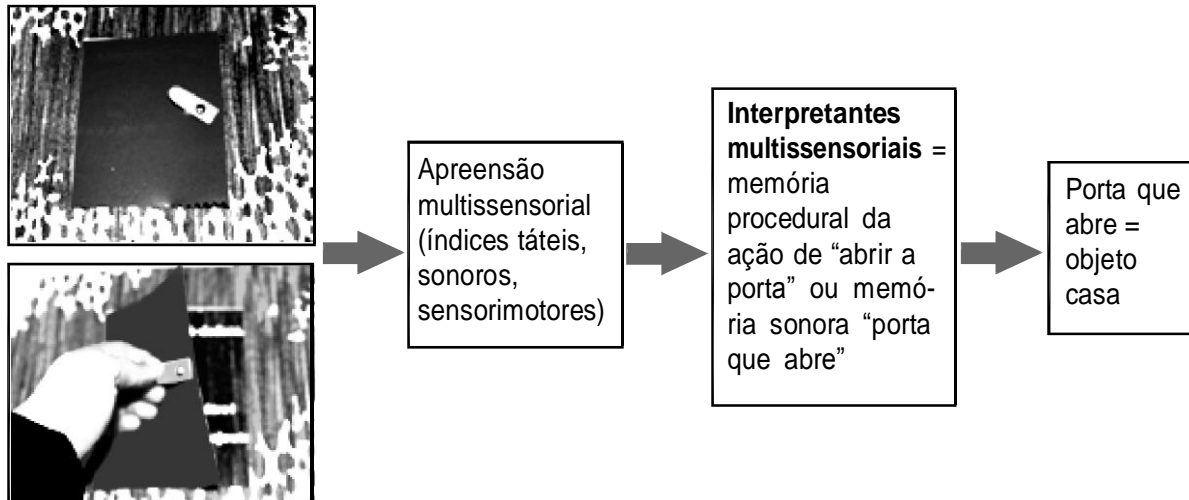 Apreensão
multissensorial
(índices táteis,
sonoros,
sensorimotores)
Interpretantes
multissensoriais =
memória
procedural da
ação de “abrir a
porta” ou memó-
ria sonora “porta
que abre”
Porta que
abre =
objeto
casa